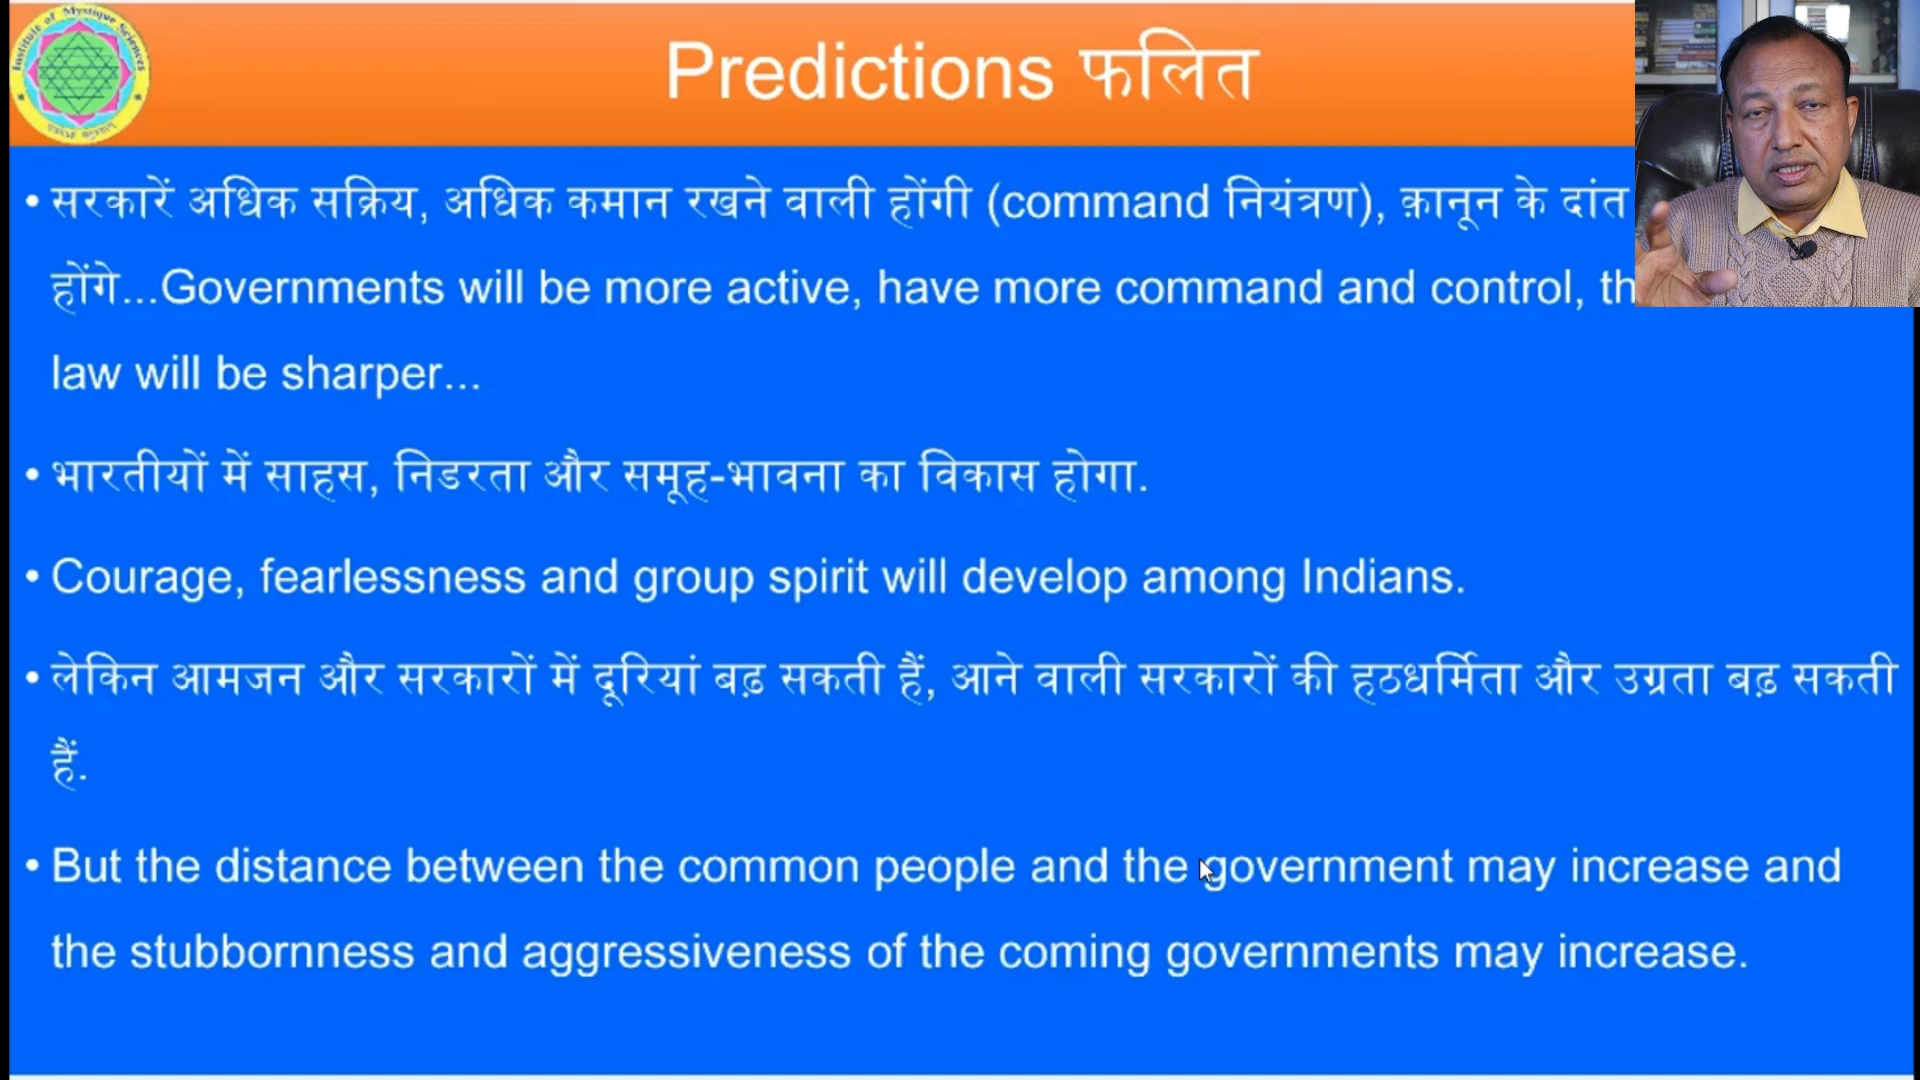 Institute of Mystique Sciences
Predictions फलित
• सरकारें अधिक सक्रिय, अधिक कमान रखने वाली होंगी (command नियंत्रण), क़ानून के दांत
होंगे...Governments will be more active, have more command and control, th
law will be sharper...
• भारतीयों में साहस, निडरता और समूह-भावना का विकास होगा.
• Courage, fearlessness and group spirit will develop among Indians.
• लेकिन आमजन और सरकारों में दूरियां बढ़ सकती हैं, आने वाली सरकारों की हठधर्मिता और उग्रता बढ़ सकती
हैं.
• But the distance between the common people and the government may increase and
the stubbornness and aggressiveness of the coming governments may increase.